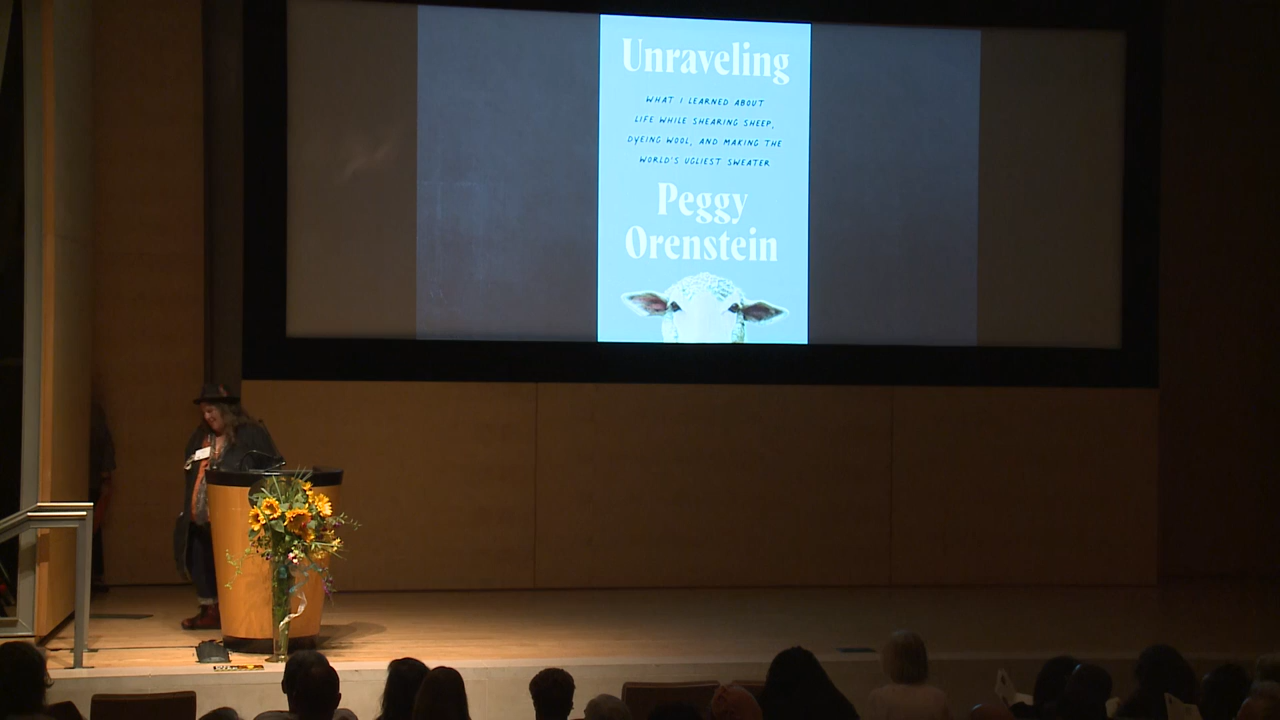 Unraveling
WHAT I LEARNED ABOUT
LIFE WHILE SHEARING SHEEP,
DYEING WOOL, AND MAKING THE
WORLD'S UGLIEST SWEATER
Peggy
Orenstein